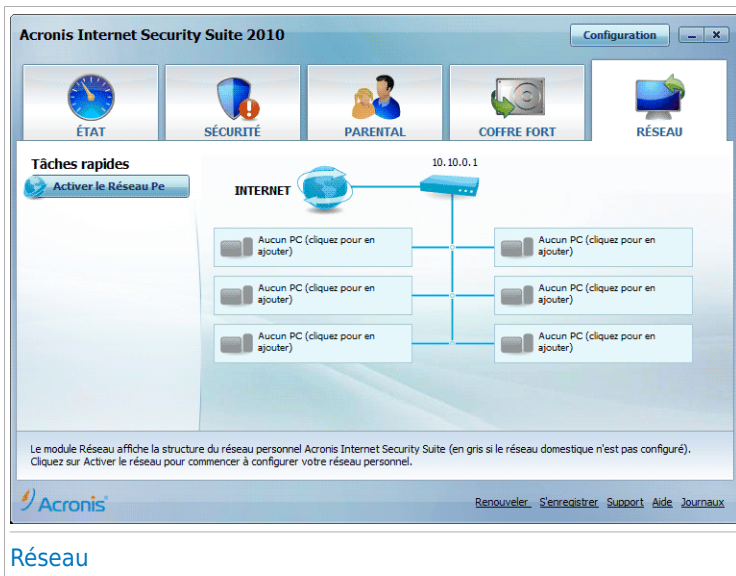 Acronis Internet Security Suite 2010
Configuration
ÉTAT
SÉCURITÉ
PARENTAL
COFFRE FORT
RÉSEAU
Tâches rapides
Activer le Réseau Pe
10.10.0.1
INTERNET
Aucun PC (cliquez pour en
ajouter)
Aucun PC (cliquez pour en
ajouter)
Aucun PC (cliquez pour en
ajouter)
Aucun PC (cliquez pour en
ajouter)
Aucun PC (cliquez pour en
ajouter)
Aucun PC (cliquez pour en
ajouter)
Le module Réseau affiche la structure du réseau personnel Acronis Internet Security Suite (en gris si le réseau domestique n'est pas configuré).
Cliquez sur Activer le réseau pour commencer à configurer votre réseau personnel.
Acronis
Renouveler S'enregistrer Support Aide Journaux
Réseau